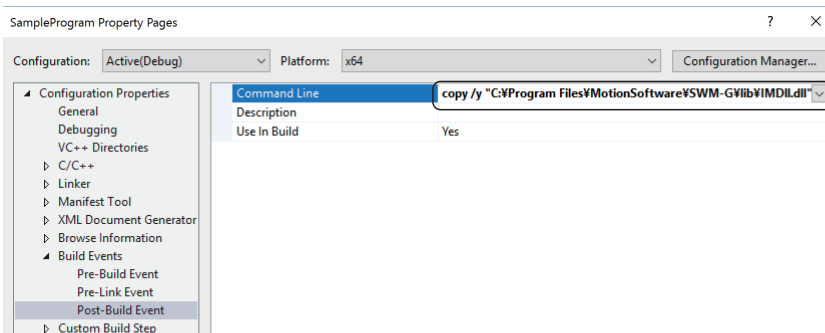 SampleProgram Property Pages ? ×
Configuration: Active(Debug) Platform: x64 Configuration Manager...
Configuration Properties
General
Debugging
VC++ Directories
C/C++
Linker
Manifest Tool
XML Document Generator
Browse Information
Build Events
Pre-Build Event
Pre-Link Event
Post-Build Event
Custom Build Step
Command Line copy /y "C:¥Program Files¥MotionSoftware¥SWM-G¥lib¥IMDll.dll"
Description
Use In Build Yes